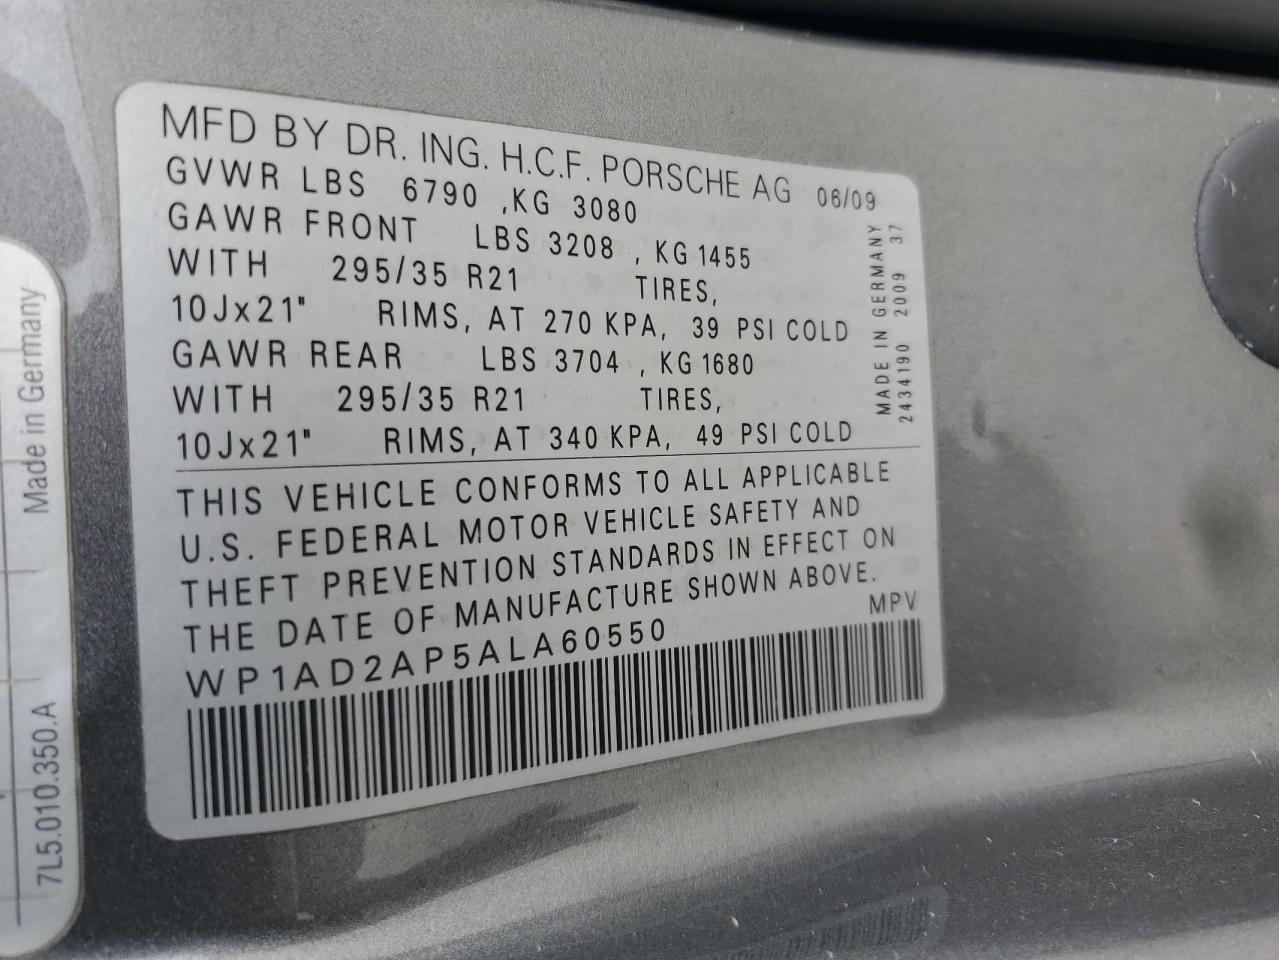 MFD BY DR. ING. H.C.F. PORSCHE AG 06/09
GVWR LBS 6790 ,KG 3080
GAWR FRONT LBS 3208 , KG 1455
WITH 295/35 R21 TIRES,
10Jx21" RIMS, AT 270 KPA, 39 PSI COLD
GAWR REAR LBS 3704 , KG 1680
WITH 295/35 R21 TIRES,
10Jx21" RIMS, AT 340 KPA, 49 PSI COLD
MADE IN GERMANY
2434190 2009 37
THIS VEHICLE CONFORMS TO ALL APPLICABLE
U.S. FEDERAL MOTOR VEHICLE SAFETY AND
THEFT PREVENTION STANDARDS IN EFFECT ON
THE DATE OF MANUFACTURE SHOWN ABOVE.
WP1AD2AP5ALA60550 MPV
Made in Germany
7L5.010.350.A